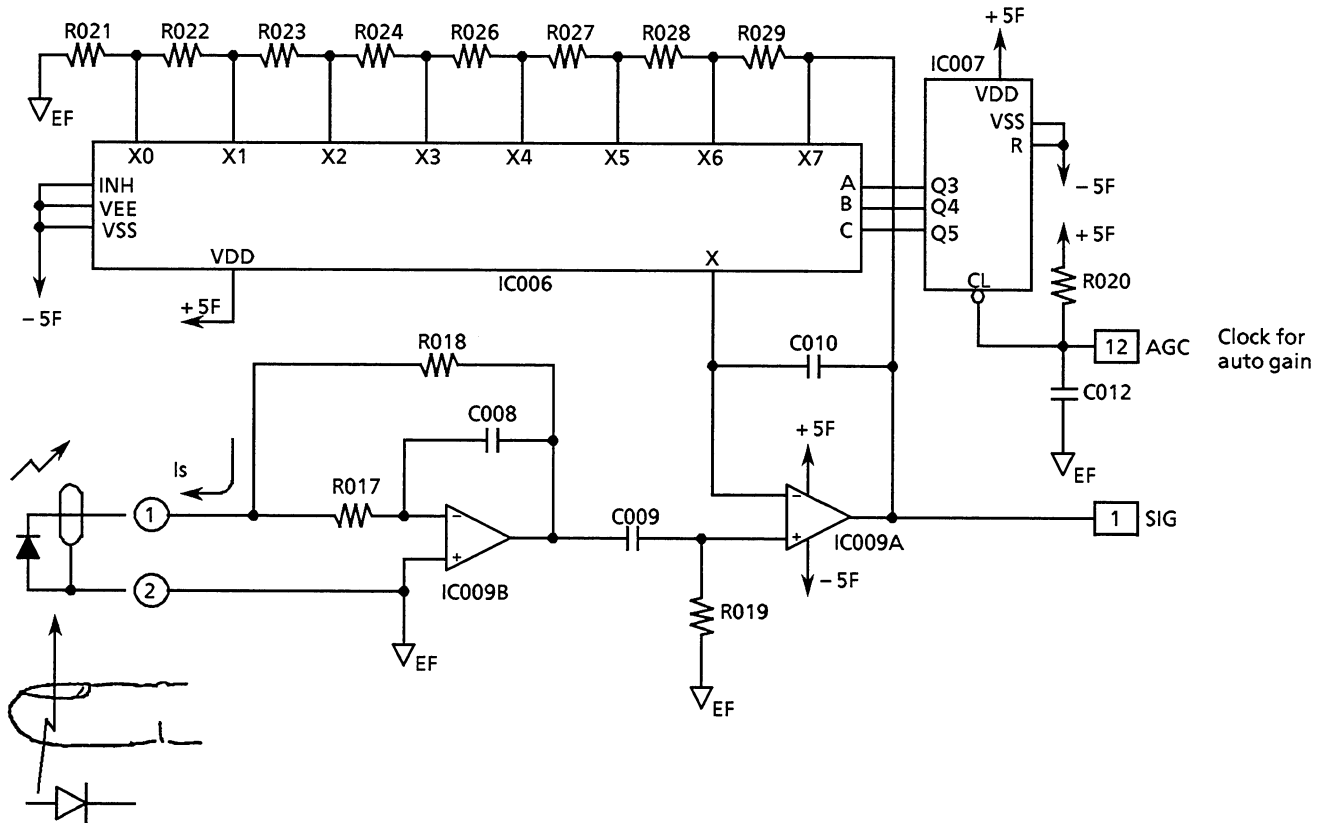 +5F
R021 R022 R023 R024 R026 R027 R028 R029
IC007
VDD
VSS
R
EF
X0 X1 X2 X3 X4 X5 X6 X7
-5F
INH
VEE
VSS
A
B
C
Q3
Q4
Q5
+5F
VDD
X
CL
R020
IC006
-5F
+5F
R018
C010
12 AGC
Clock for
auto gain
C012
C008
+5F
EF
Is
R017
1
-
+
C009
-
+
IC009A
1 SIG
-5F
2
IC009B
R019
EF
EF